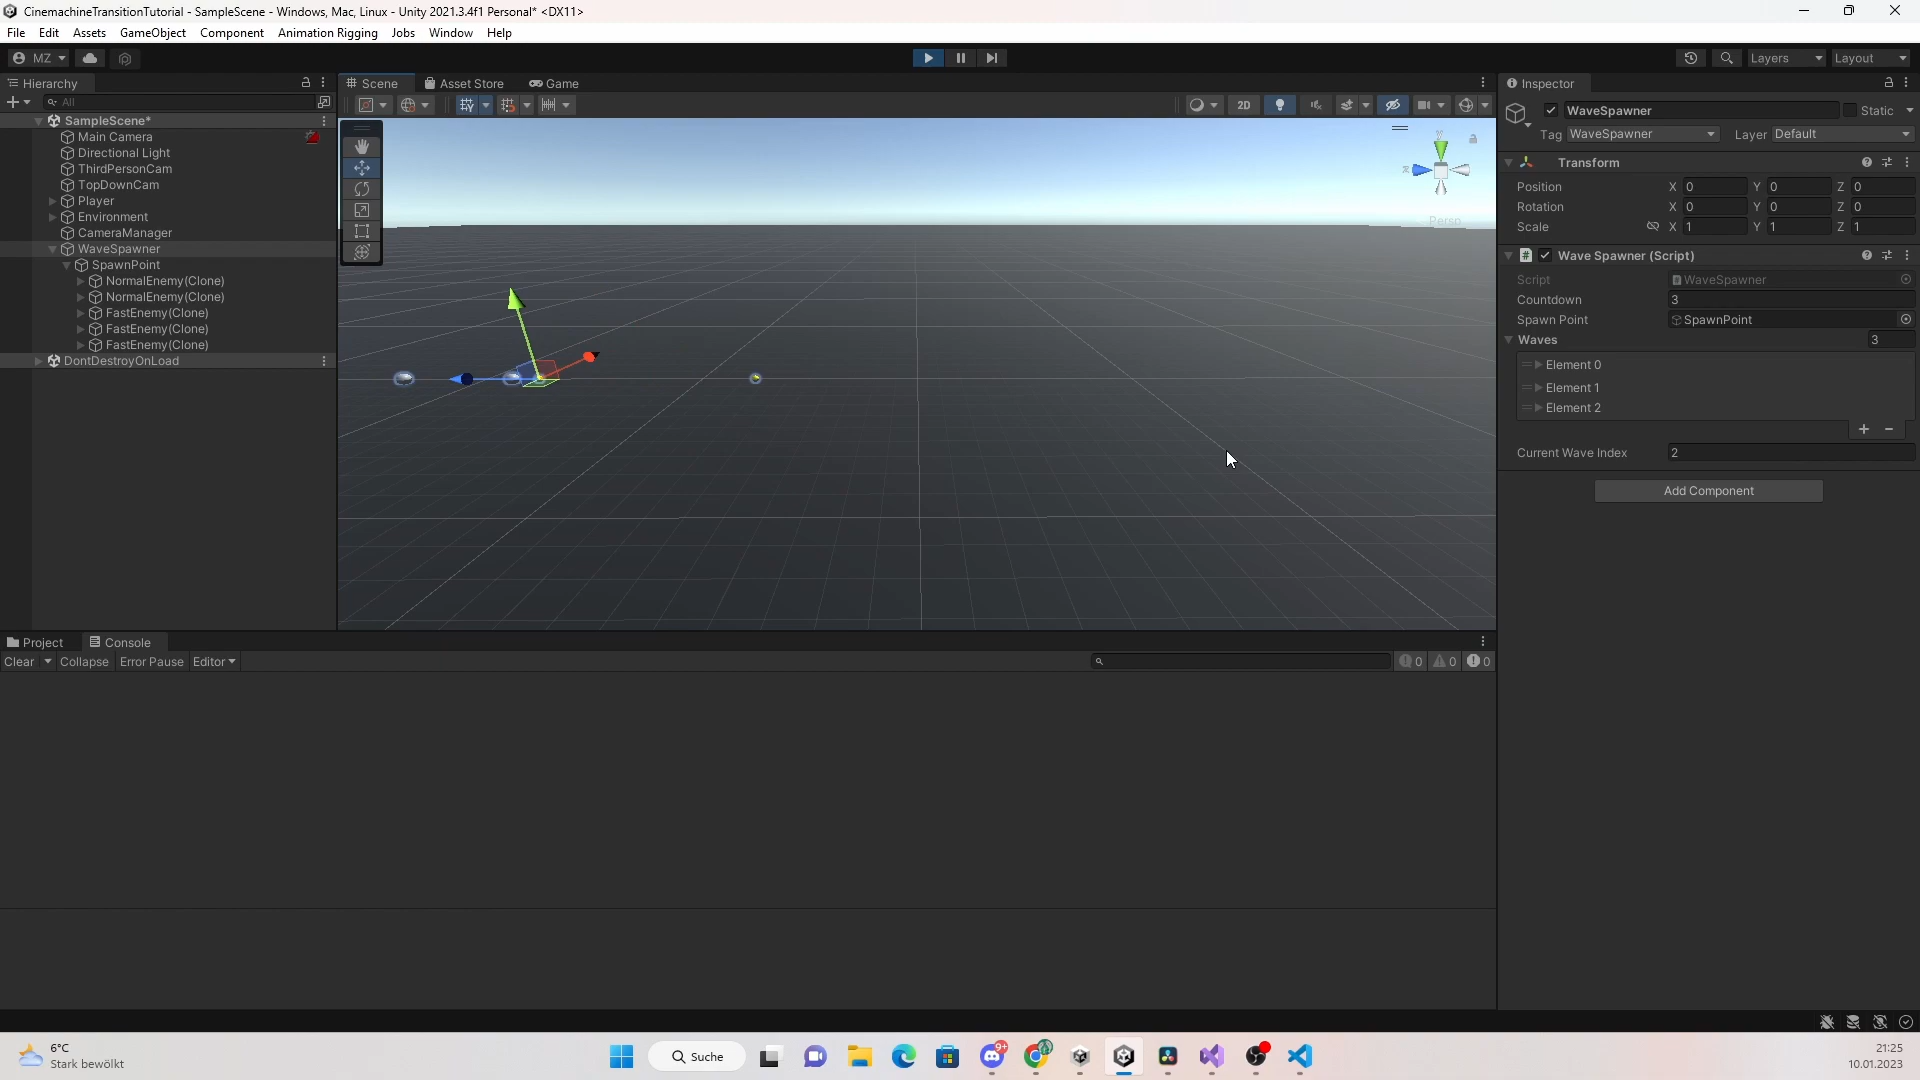 CinemachineTransitionTutorial - SampleScene - Windows, Mac, Linux - Unity 2021.3.4f1 Personal* <DX11>
File Edit Assets GameObject Component Animation Rigging Jobs Window Help
MZ Layers Layout
Hierarchy
All
SampleScene*
Main Camera
Directional Light
ThirdPersonCam
TopDownCam
Player
Environment
CameraManager
WaveSpawner
SpawnPoint
NormalEnemy(Clone)
NormalEnemy(Clone)
FastEnemy(Clone)
FastEnemy(Clone)
FastEnemy(Clone)
DontDestroyOnLoad
Scene Asset Store Game
2D
y
z
Persp
Inspector
WaveSpawner Static
Tag WaveSpawner Layer Default
Transform
Position X 0 Y 0 Z 0
Rotation X 0 Y 0 Z 0
Scale X 1 Y 1 Z 1
Wave Spawner (Script)
Script WaveSpawner
Countdown 3
Spawn Point SpawnPoint
Waves 3
Element 0
Element 1
Element 2
Current Wave Index 2
Add Component
Project Console
Clear Collapse Error Pause Editor 0 0 0
6°C
Stark bewölkt
Suche
9+
21:25
10.01.2023